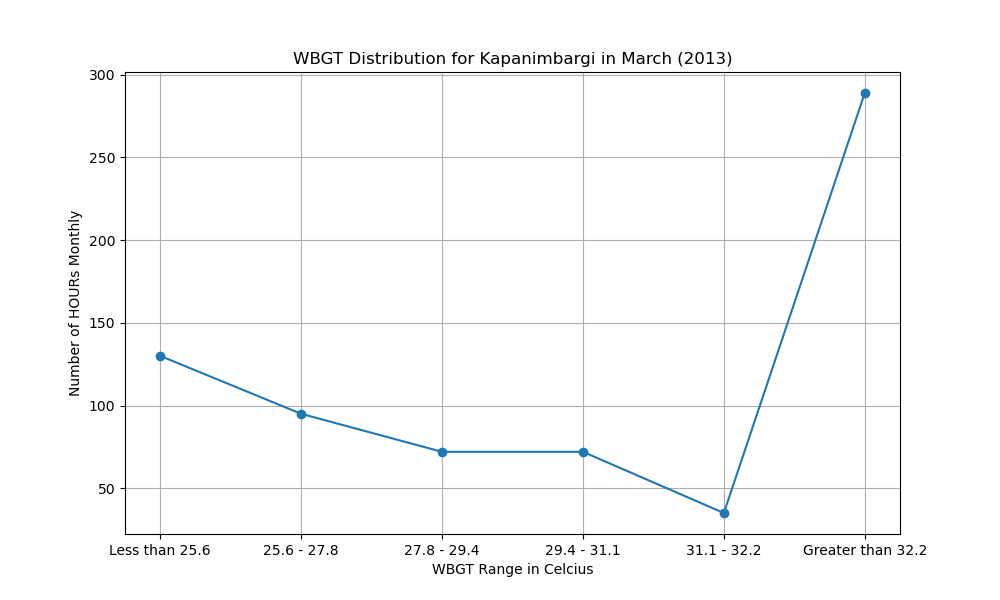 WBGT Distribution for Kapanimbargi in March (2013)
Number of HOURs Monthly
300
250
200
150
100
50
Less than 25.6
25.6 - 27.8
27.8 - 29.4
29.4 - 31.1
31.1 - 32.2
Greater than 32.2
WBGT Range in Celcius